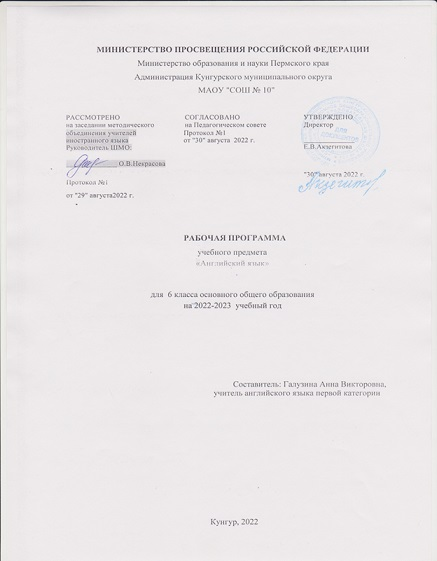 МИНИСТЕРСТВО ПРОСВЕЩЕНИЯ РОССИЙСКОЙ ФЕДЕРАЦИИ
Министерство образования и науки Пермского края
Администрация Кунгурского муниципального округа
МАОУ "СОШ № 10"
РАССМОТРЕНО
на заседании методического
объединения учителей
иностранного языка
Руководитель ШМО:
О.В.Некрасова
Протокол №1
от "29" августа2022 г.
СОГЛАСОВАНО
на Педагогическом совете
Протокол №1
от "30" августа 2022 г.
УТВЕРЖДЕНО
Директор
Е.В.Акзегитова
"30"августа 2022 г.
РАБОЧАЯ ПРОГРАММА
учебного предмета
«Английский язык»
для 6 класса основного общего образования
на 2022-2023 учебный год
Составитель: Галузина Анна Викторовна,
учитель английского языка первой категории
Кунгур, 2022